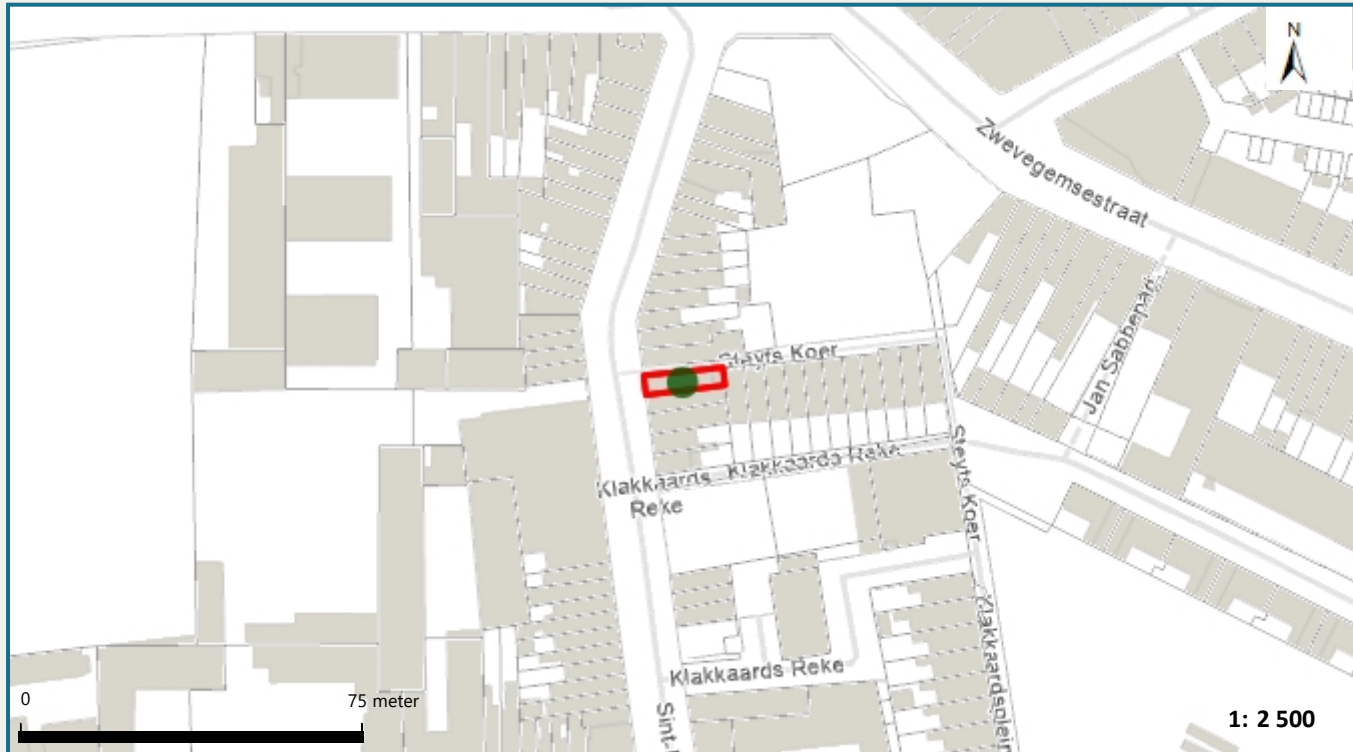 N
Zwevegemsestraat
Steyts Koer
Jan Sabbepark
Klakkaards Reke
Klakkaards
Reke
Steyts Koer
Klakkaards Reke
Klakkaardsplein
Sint-
0
75 meter
1: 2 500